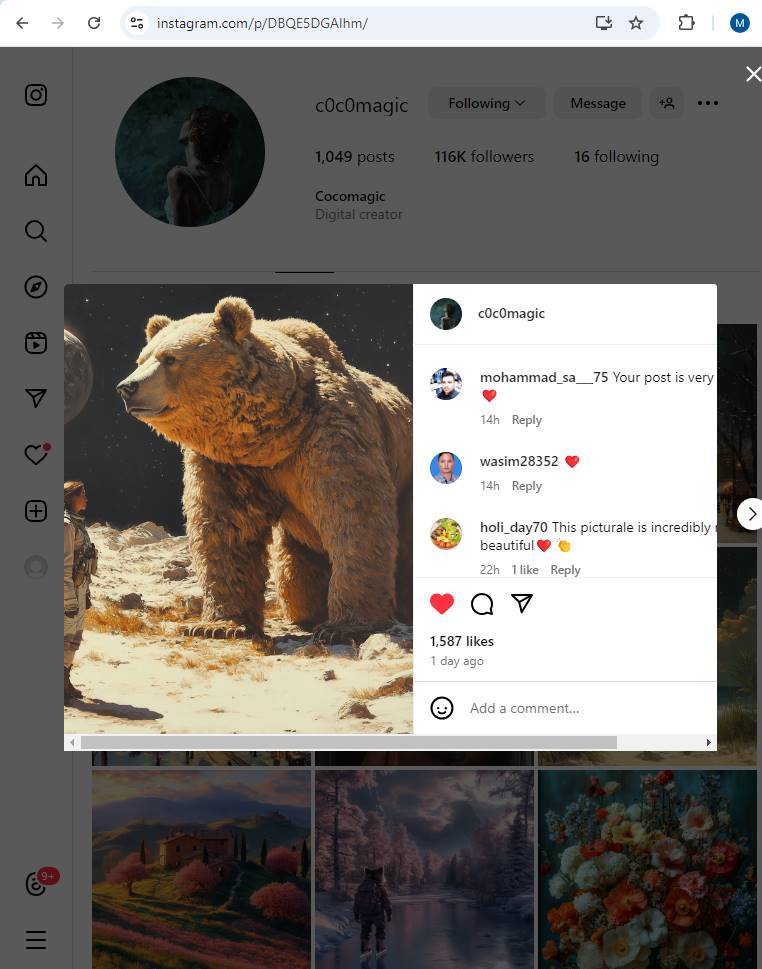 instagram.com/p/DBQE5DGAIhm/
M
c0c0magic
Following
Message
1,049 posts
116K followers
16 following
Cocomagic
Digital creator
c0c0magic
mohammad_sa___75 Your post is very
❤️
14h Reply
wasim28352 ❤️
14h Reply
holi_day70 This picturale is incredibly
beautiful❤️👏
22h 1 like Reply
1,587 likes
1 day ago
Add a comment...
9+